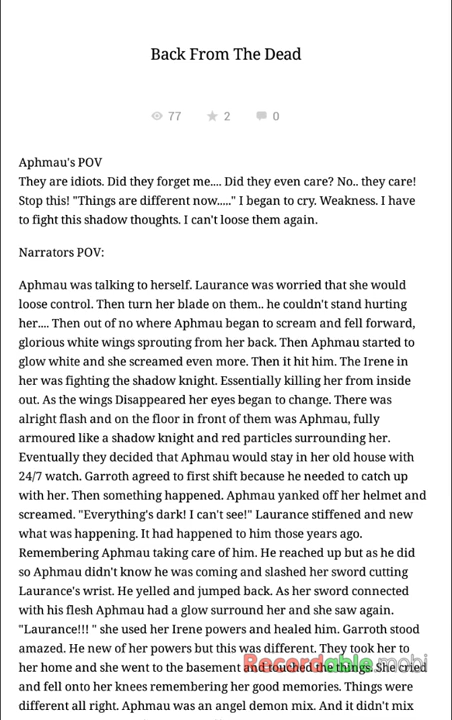 Back From The Dead
77 2 0
Aphmau's POV
They are idiots. Did they forget me.... Did they even care? No.. they care!
Stop this! "Things are different now....." I began to cry. Weakness. I have
to fight this shadow thoughts. I can't loose them again.
Narrators POV:
Aphmau was talking to herself. Laurance was worried that she would
loose control. Then turn her blade on them.. he couldn't stand hurting
her.... Then out of no where Aphmau began to scream and fell forward,
glorious white wings sprouting from her back. Then Aphmau started to
glow white and she screamed even more. Then it hit him. The Irene in
her was fighting the shadow knight. Essentially killing her from inside
out. As the wings Disappeared her eyes began to change. There was
alright flash and on the floor in front of them was Aphmau, fully
armoured like a shadow knight and red particles surrounding her.
Eventually they decided that Aphmau would stay in her old house with
24/7 watch. Garroth agreed to first shift because he needed to catch up
with her. Then something happened. Aphmau yanked off her helmet and
screamed. "Everything's dark! I can't see!" Laurance stiffened and new
what was happening. It had happened to him those years ago.
Remembering Aphmau taking care of him. He reached up but as he did
so Aphmau didn't know he was coming and slashed her sword cutting
Laurance's wrist. He yelled and jumped back. As her sword connected
with his flesh Aphmau had a glow surround her and she saw again.
"Laurance!!! " she used her Irene powers and healed him. Garroth stood
amazed. He new of her powers but this was different. They took her to
her home and she went to the basement and touched the things. She cried
Recordable.mobi
and fell onto her knees remembering her good memories. Things were
different all right. Aphmau was an angel demon mix. And it didn't mix